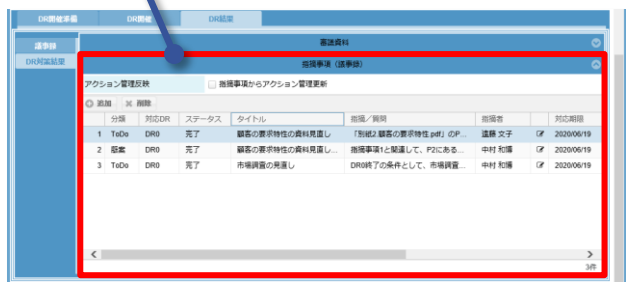 DR開催準備 DR開催 DR結果
議事録
DR対策結果
審議資料
指摘事項（議事録）
アクション管理反映 指摘事項からアクション管理更新
追加 削除
分類 対応DR ステータス タイトル 指摘／質問 指摘者 対応期限
1 ToDo DR0 完了 顧客の要求特性の資料見直し 「別紙2.顧客の要求特性.pdf」のP... 遠藤 文子 2020/06/19
2 懸案 DR0 完了 顧客の要求特性の資料見直し... 指摘事項1と関連して、P2にある... 中村 和博 2020/06/19
3 ToDo DR0 完了 市場調査の見直し DR0終了の条件として、市場調査... 中村 和博 2020/06/19
3件